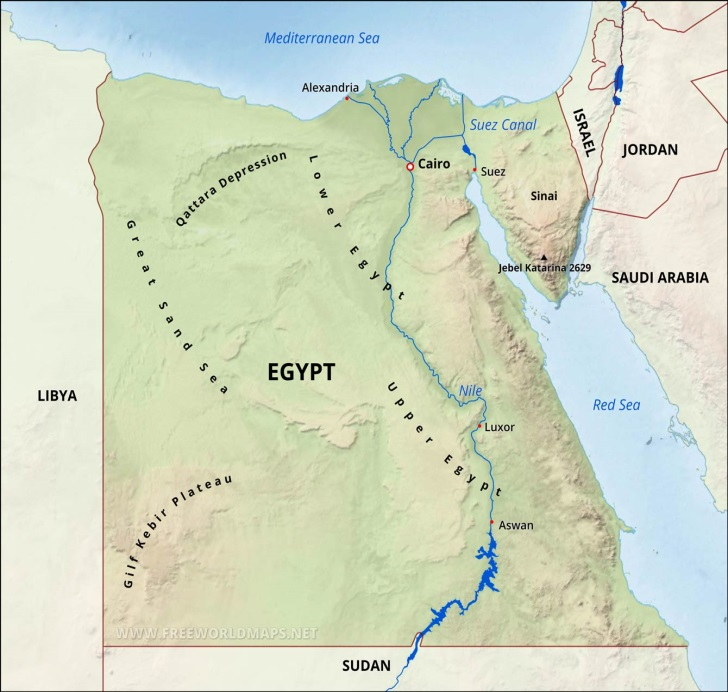 Mediterranean Sea
Alexandria
Suez Canal
ISRAEL
JORDAN
Qattara Depression
Cairo
Suez
Lower Egypt
Sinai
Great Sand Sea
Jebel Katarina 2629
SAUDI ARABIA
EGYPT
LIBYA
Upper Egypt
Nile
Red Sea
Luxor
Gilf Kebir Plateau
Aswan
WWW.FREEWORLDMAPS.NET
SUDAN